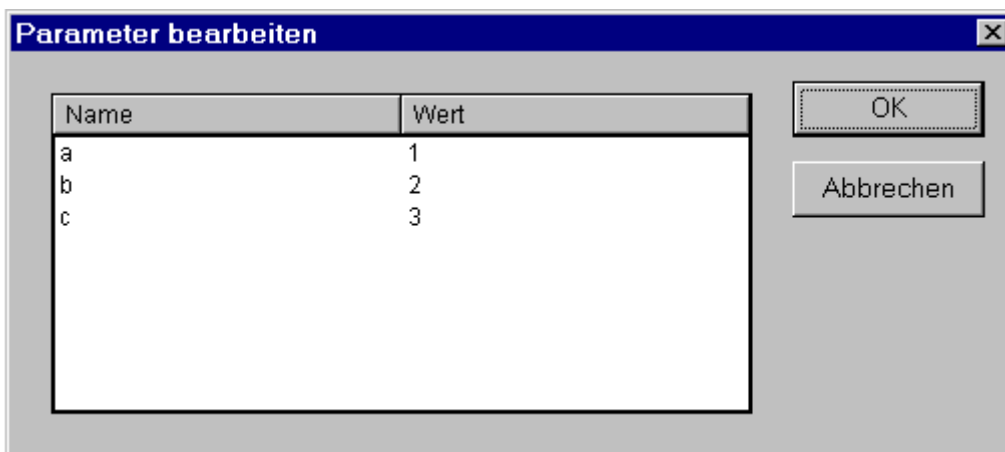 Parameter bearbeiten
Name Wert
a 1
b 2
c 3
OK
Abbrechen